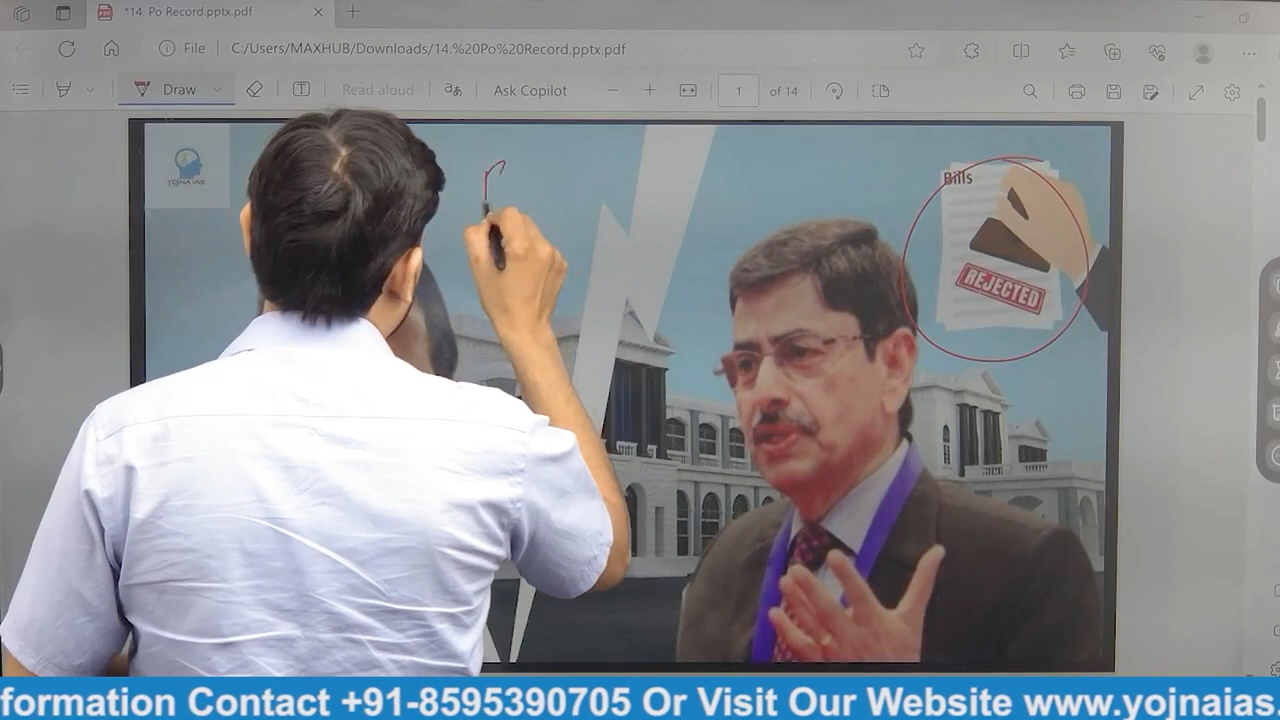 *14. Po Record.pptx.pdf
File C:/Users/MAXHUB/Downloads/14.%20Po%20Record.pptx.pdf
Draw Read aloud Ask Copilot 1 of 14
YOJNA IAS
Bills
REJECTED
formation Contact +91-8595390705 Or Visit Our Website www.yojnaias.